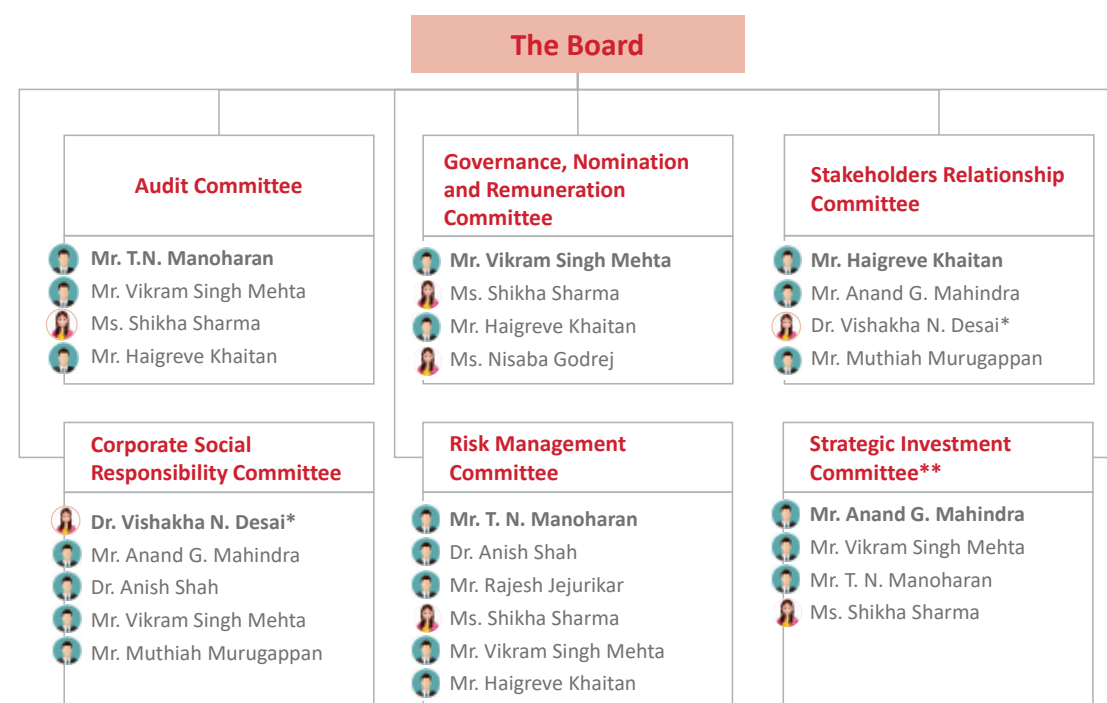 The Board
Audit Committee
Mr. T.N. Manoharan
Mr. Vikram Singh Mehta
Ms. Shikha Sharma
Mr. Haigreve Khaitan
Governance, Nomination
and Remuneration
Committee
Mr. Vikram Singh Mehta
Ms. Shikha Sharma
Mr. Haigreve Khaitan
Ms. Nisaba Godrej
Stakeholders Relationship
Committee
Mr. Haigreve Khaitan
Mr. Anand G. Mahindra
Dr. Vishakha N. Desai*
Mr. Muthiah Murugappan
Corporate Social
Responsibility Committee
Dr. Vishakha N. Desai*
Mr. Anand G. Mahindra
Dr. Anish Shah
Mr. Vikram Singh Mehta
Mr. Muthiah Murugappan
Risk Management
Committee
Mr. T. N. Manoharan
Dr. Anish Shah
Mr. Rajesh Jejurikar
Ms. Shikha Sharma
Mr. Vikram Singh Mehta
Mr. Haigreve Khaitan
Strategic Investment
Committee**
Mr. Anand G. Mahindra
Mr. Vikram Singh Mehta
Mr. T. N. Manoharan
Ms. Shikha Sharma